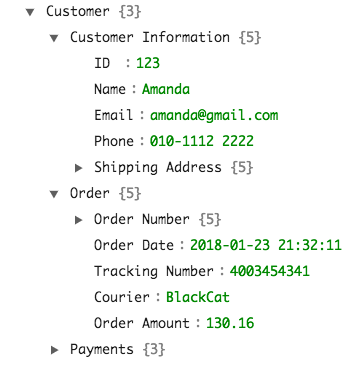 Customer {3}
Customer Information {5}
ID : 123
Name : Amanda
Email : amanda@gmail.com
Phone : 010-1112 2222
Shipping Address {5}
Order {5}
Order Number {5}
Order Date : 2018-01-23 21:32:11
Tracking Number : 4003454341
Courier : BlackCat
Order Amount : 130.16
Payments {3}